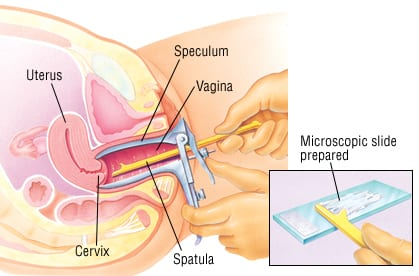 Speculum
Uterus
Vagina
Microscopic slide
prepared
Cervix
Spatula